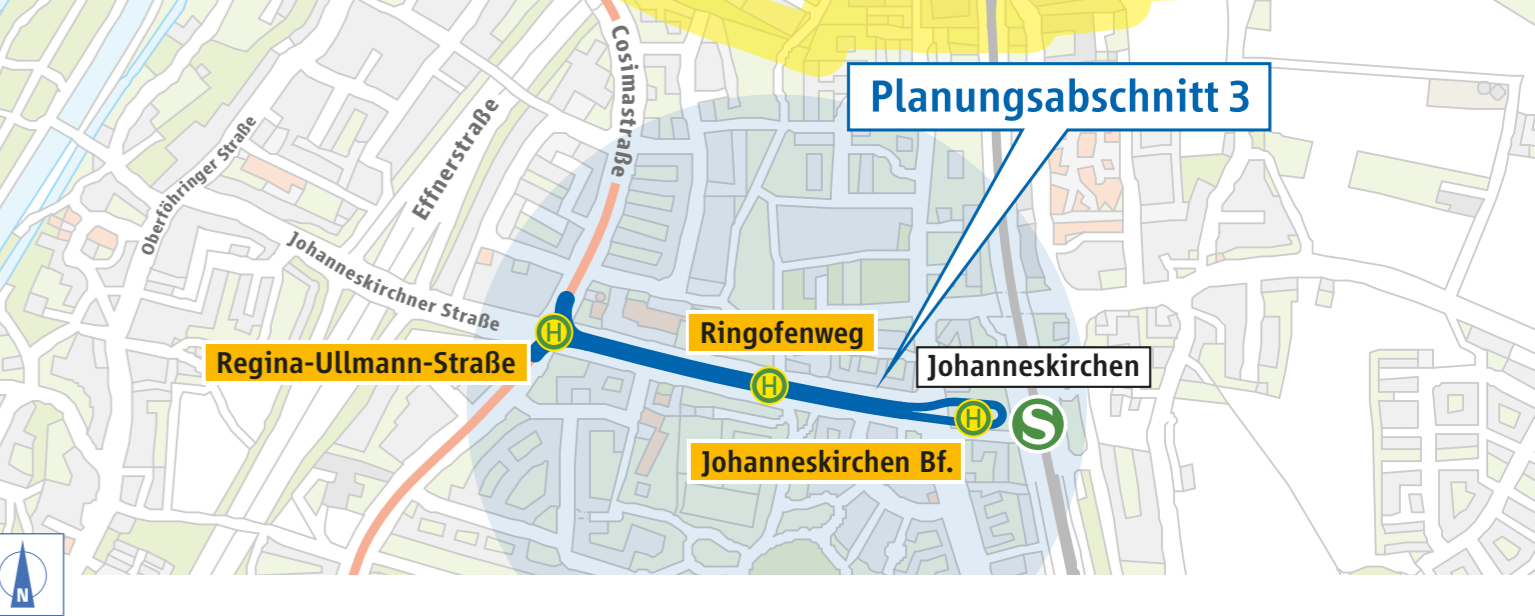 Cosimastraße
Planungsabschnitt 3
Effnerstraße
Oberföhringer Straße
Johanneskirchner Straße
Ringofenweg
Regina-Ullmann-Straße
H
Johanneskirchen
H
H
S
Johanneskirchen Bf.
N